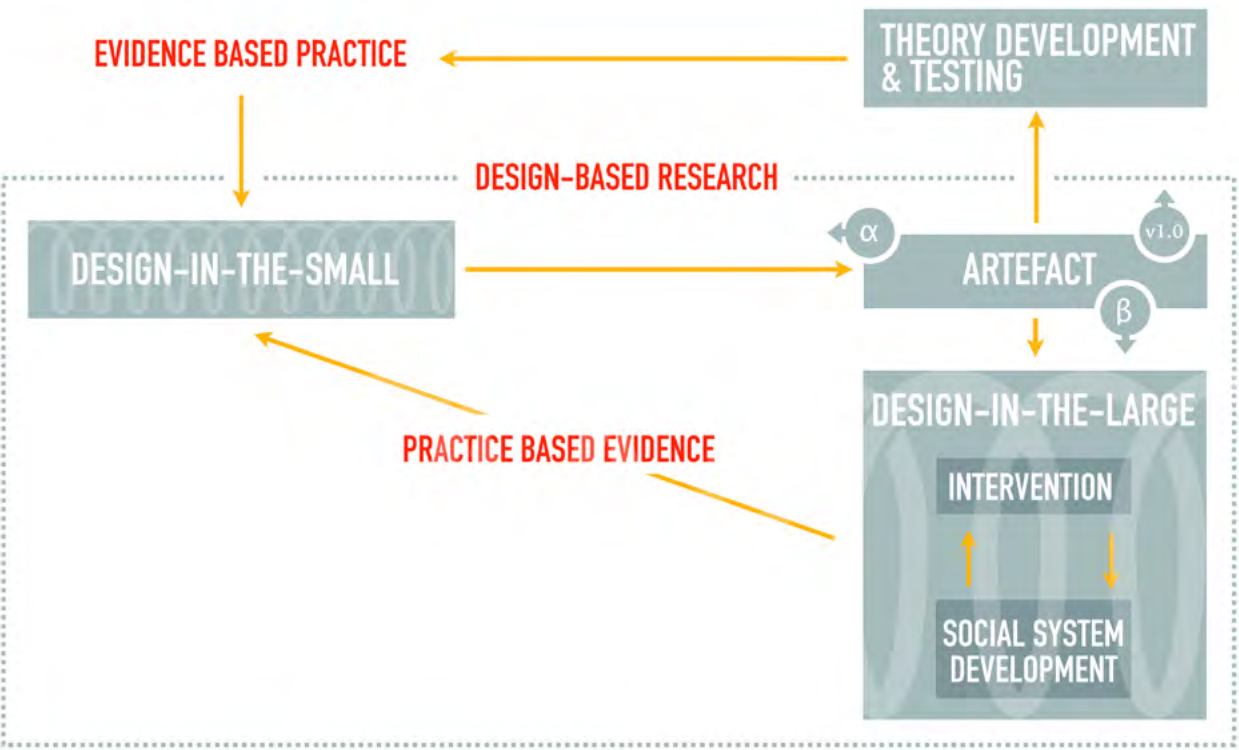 EVIDENCE BASED PRACTICE
THEORY DEVELOPMENT
& TESTING
DESIGN-BASED RESEARCH
DESIGN-IN-THE-SMALL
α
v1.0
ARTEFACT
β
DESIGN-IN-THE-LARGE
PRACTICE BASED EVIDENCE
INTERVENTION
SOCIAL SYSTEM
DEVELOPMENT